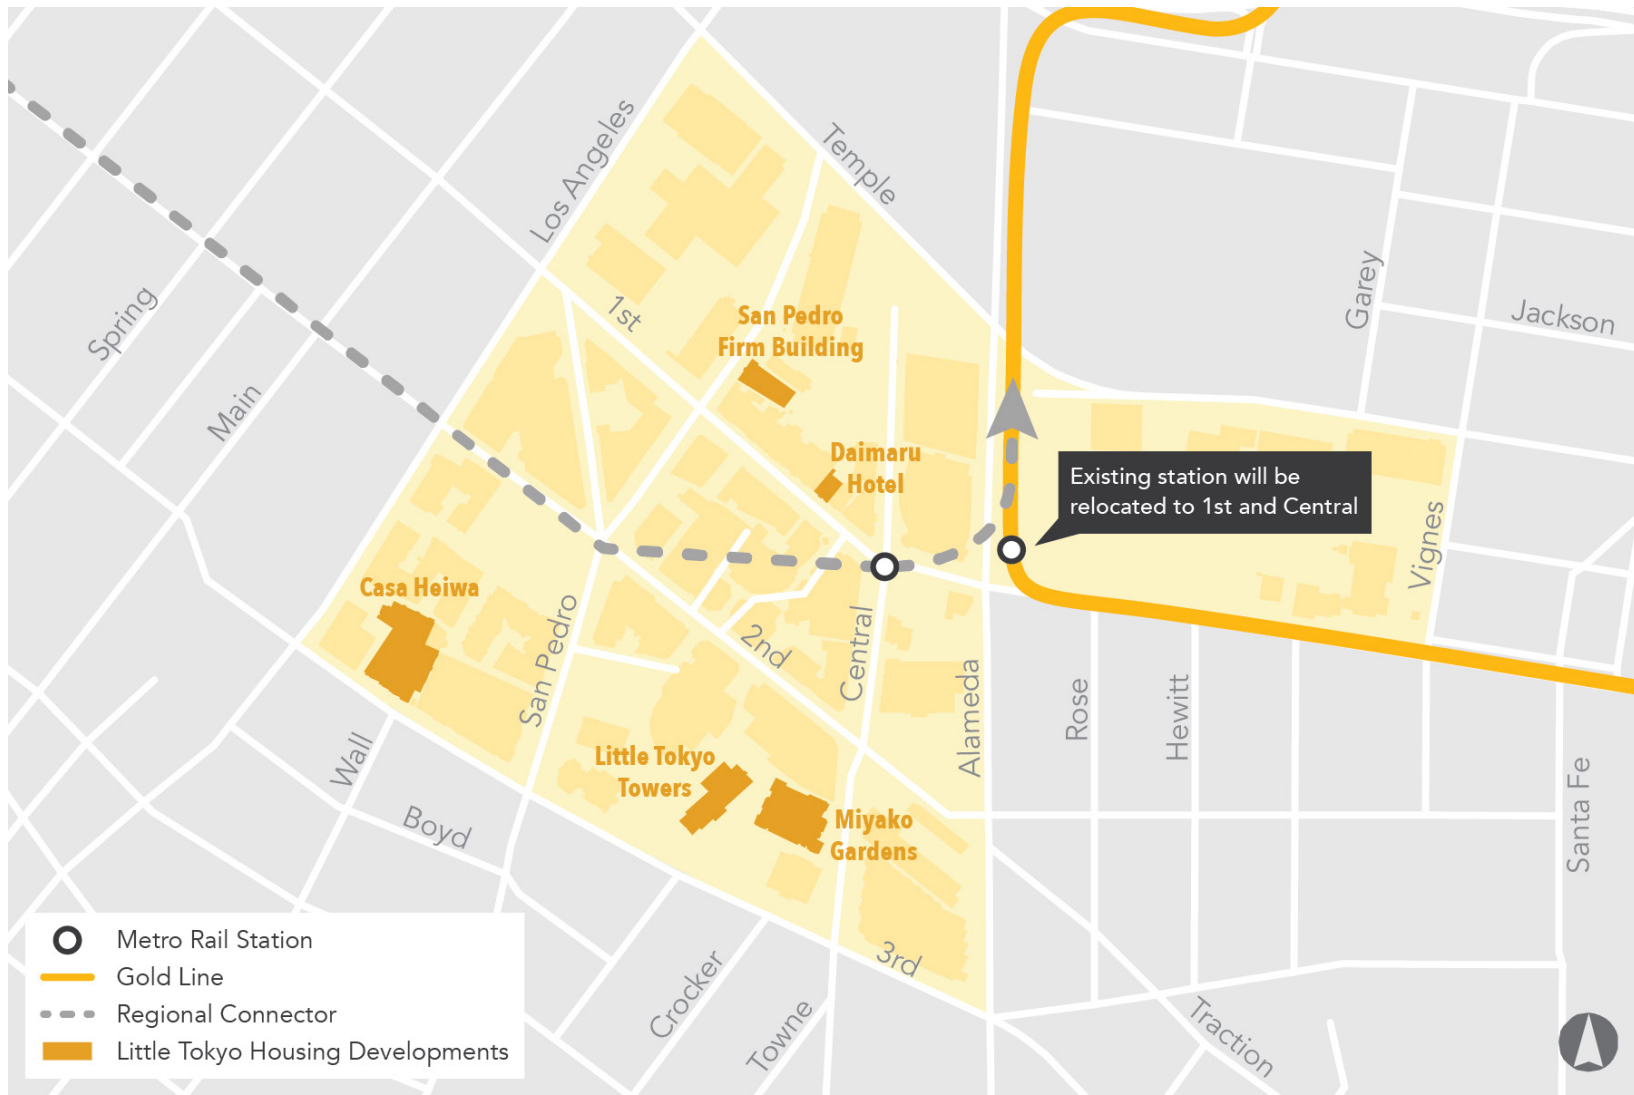 Los Angeles
Temple
Spring
Main
1st
San Pedro
Firm Building
Garey
Jackson
Daimaru
Hotel
Existing station will be
relocated to 1st and Central
Vignes
Casa Heiwa
San Pedro
2nd
Central
Alameda
Rose
Hewitt
Wall
Little Tokyo
Towers
Boyd
Miyako
Gardens
Santa Fe
3rd
Crocker
Towne
Traction
Metro Rail Station
Gold Line
Regional Connector
Little Tokyo Housing Developments